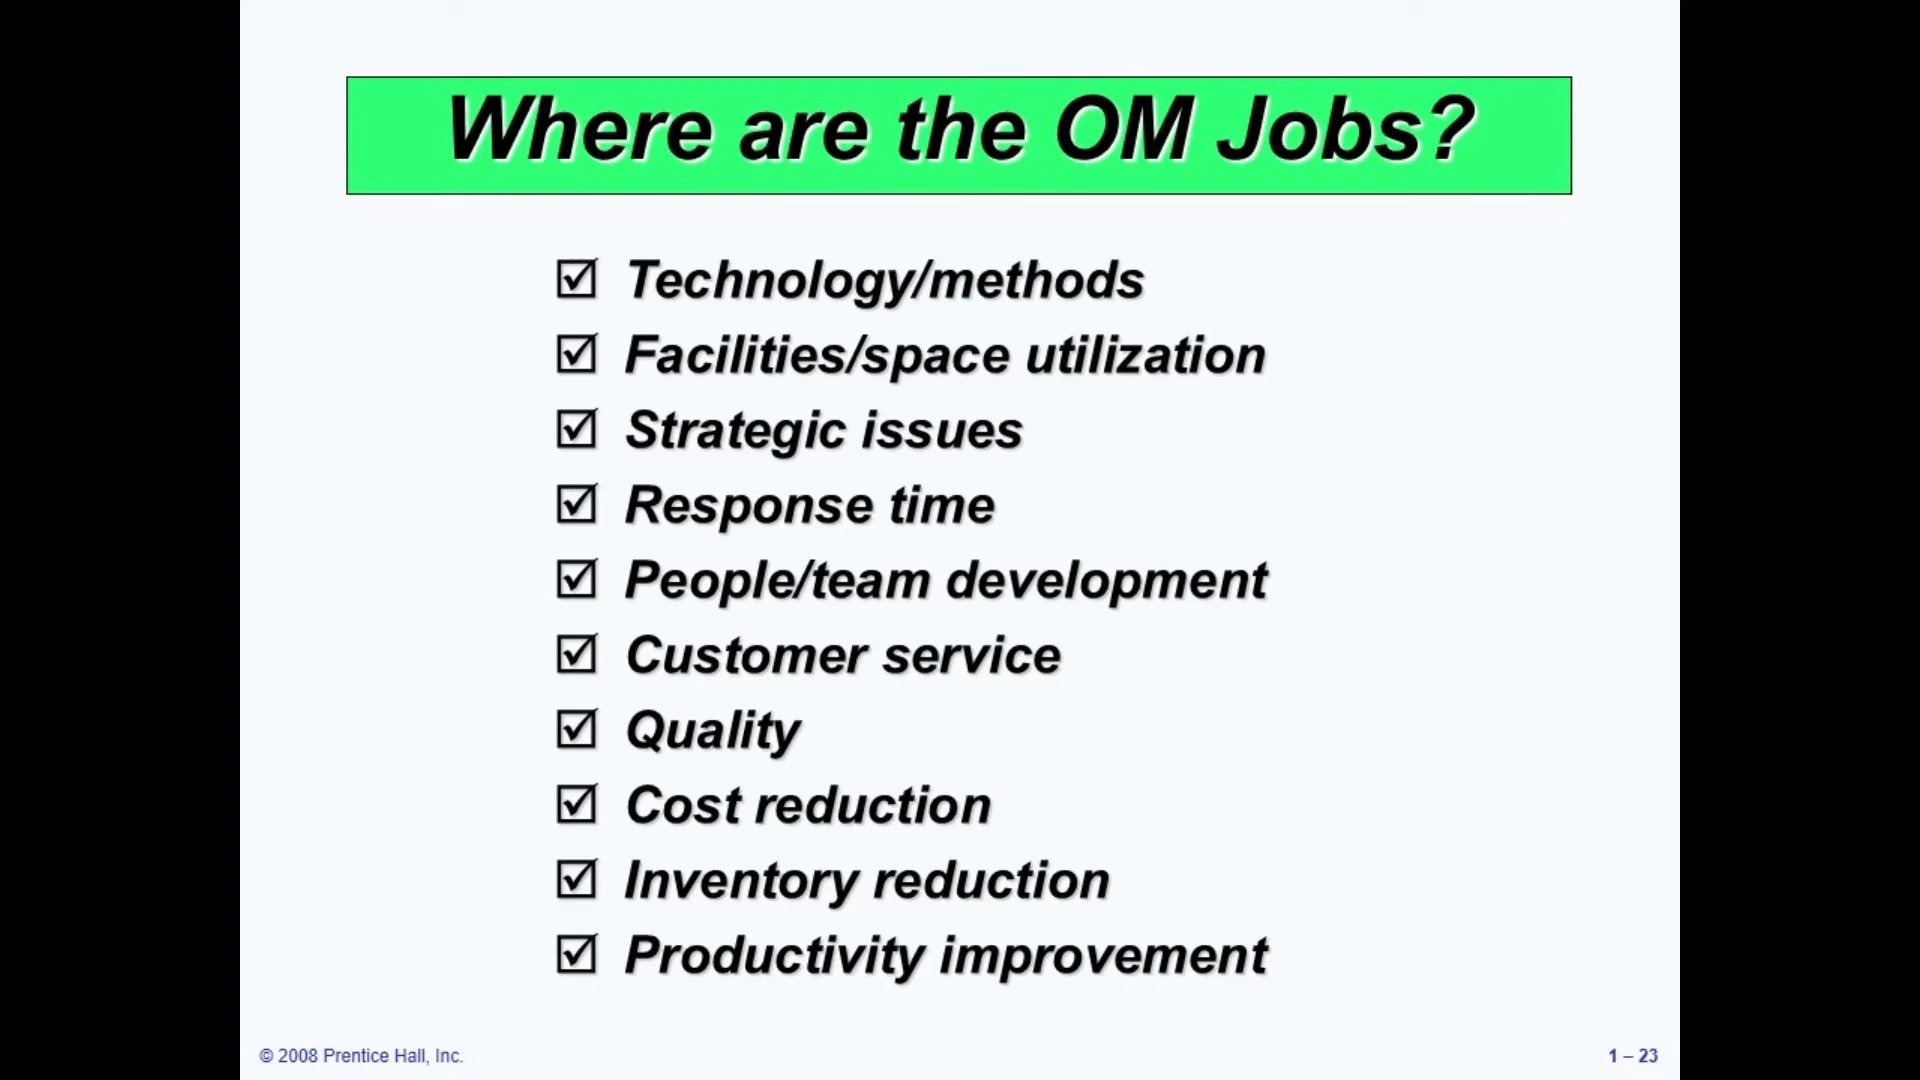 Where are the OM Jobs?
☑ Technology/methods
☑ Facilities/space utilization
☑ Strategic issues
☑ Response time
☑ People/team development
☑ Customer service
☑ Quality
☑ Cost reduction
☑ Inventory reduction
☑ Productivity improvement
© 2008 Prentice Hall, Inc.
1 – 23